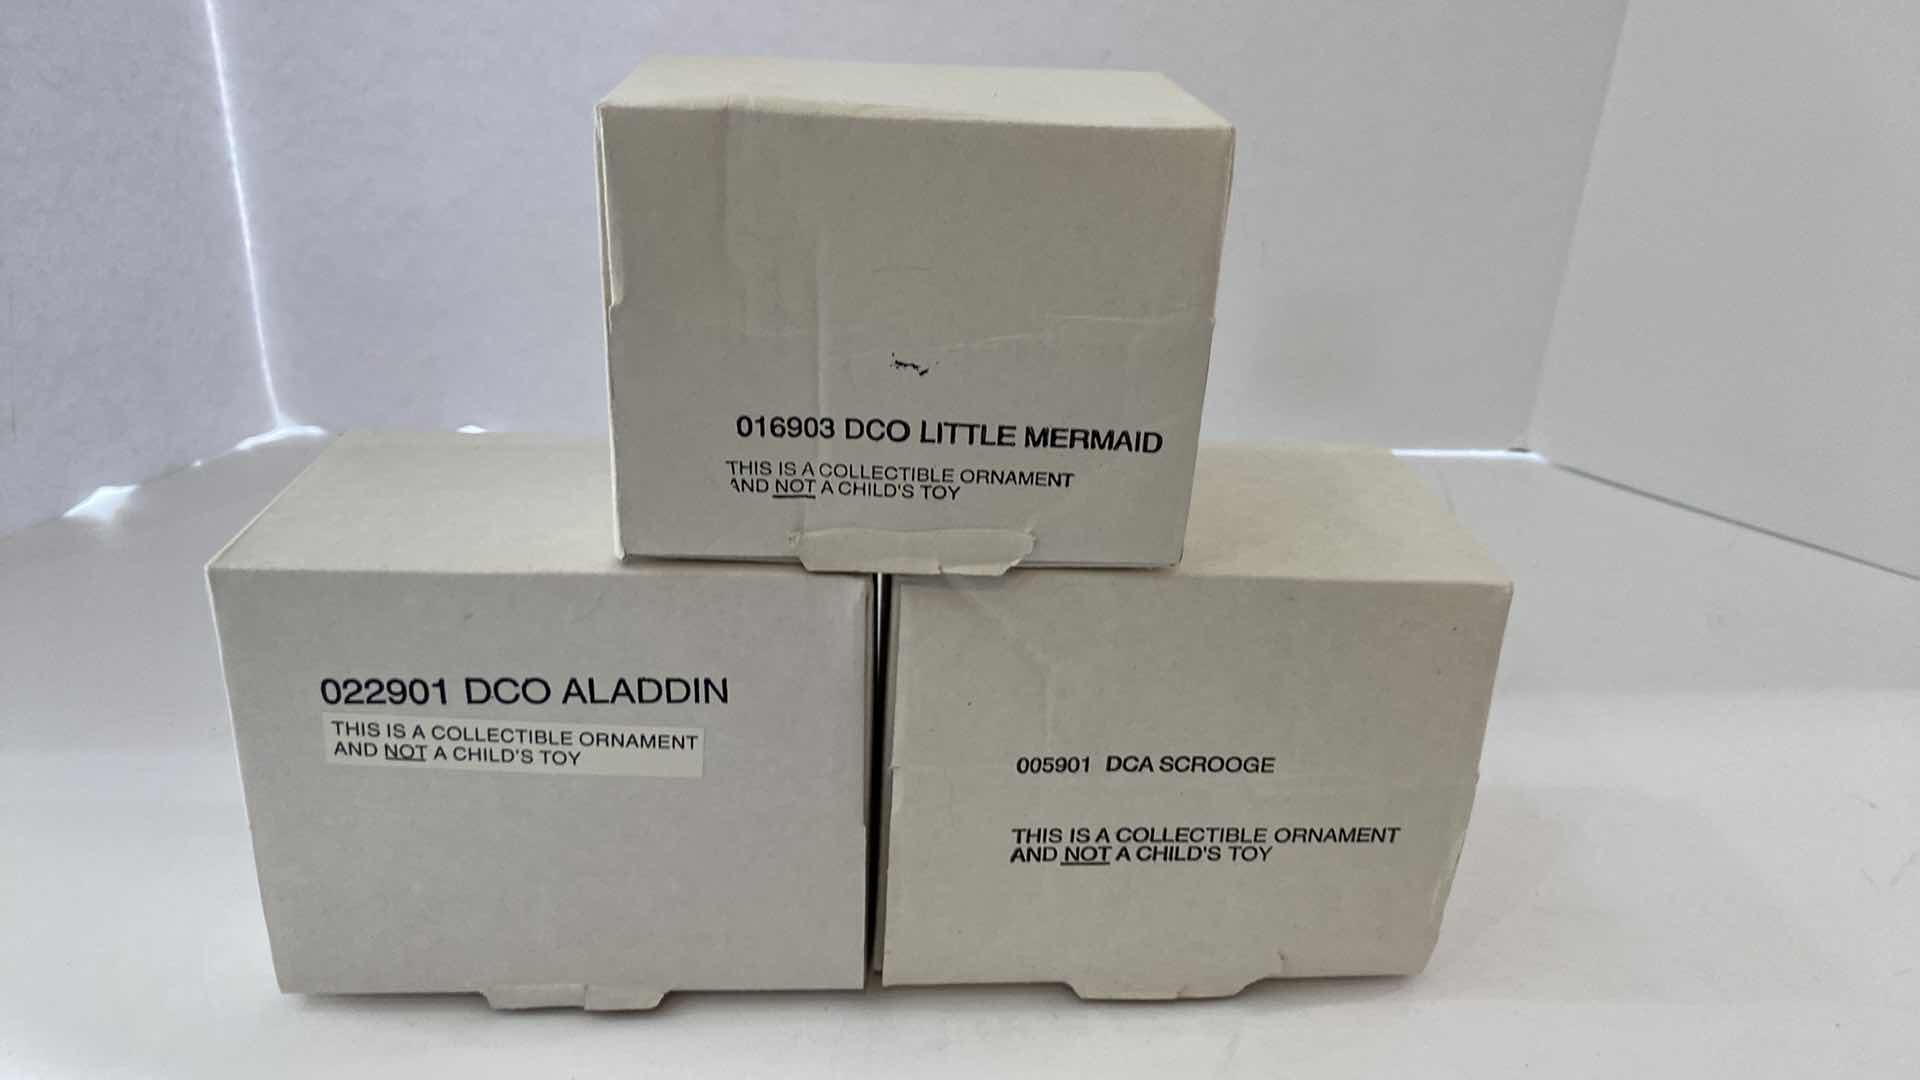 016903 DCO LITTLE MERMAID
THIS IS A COLLECTIBLE ORNAMENT
AND NOT A CHILD'S TOY
022901 DCO ALADDIN
THIS IS A COLLECTIBLE ORNAMENT
AND NOT A CHILD'S TOY
005901 DCA SCROOGE
THIS IS A COLLECTIBLE ORNAMENT
AND NOT A CHILD'S TOY